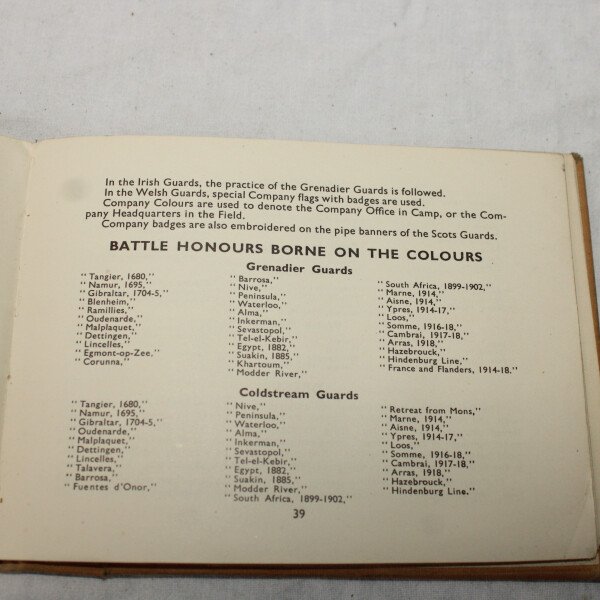 In the Irish Guards, the practice of the Grenadier Guards is followed.
In the Welsh Guards, special Company flags with badges are used.
Company Colours are used to denote the Company Office in Camp, or the Com-
pany Headquarters in the Field.
Company badges are also embroidered on the pipe banners of the Scots Guards.
BATTLE HONOURS BORNE ON THE COLOURS
Grenadier Guards
"Tangier, 1680,"
"Namur, 1695,"
"Gibraltar, 1704-5,"
"Blenheim,"
"Ramillies,"
"Oudenarde,"
"Malplaquet,"
"Dettingen,"
"Lincelles,"
"Egmont-op-Zee,"
"Corunna,"
"Barrosa,"
"Nive,"
"Peninsula,"
"Waterloo,"
"Alma,"
"Inkerman,"
"Sevastopol,"
"Tel-el-Kebir,"
"Egypt, 1882,"
"Suakin, 1885,"
"Khartoum,"
"Modder River,"
"South Africa, 1899-1902,"
"Marne, 1914,"
"Aisne, 1914,"
"Ypres, 1914-17,"
"Loos,"
"Somme, 1916-18,"
"Cambrai, 1917-18,"
"Arras, 1918,"
"Hazebrouck,"
"Hindenburg Line,"
"France and Flanders, 1914-18."
Coldstream Guards
"Tangier, 1680,"
"Namur, 1695,"
"Gibraltar, 1704-5,"
"Oudenarde,"
"Malplaquet,"
"Dettingen,"
"Lincelles,"
"Talavera,"
"Barrosa,"
"Fuentes d'Onor,"
"Nive,"
"Peninsula,"
"Waterloo,"
"Alma,"
"Inkerman,"
"Sevastopol,"
"Tel-el-Kebir,"
"Egypt, 1882,"
"Suakin, 1885,"
"Modder River,"
"South Africa, 1899-1902,"
"Retreat from Mons,"
"Marne, 1914,"
"Aisne, 1914,"
"Ypres, 1914-17,"
"Loos,"
"Somme, 1916-18,"
"Cambrai, 1917-18,"
"Arras, 1918,"
"Hazebrouck,"
"Hindenburg Line."
39